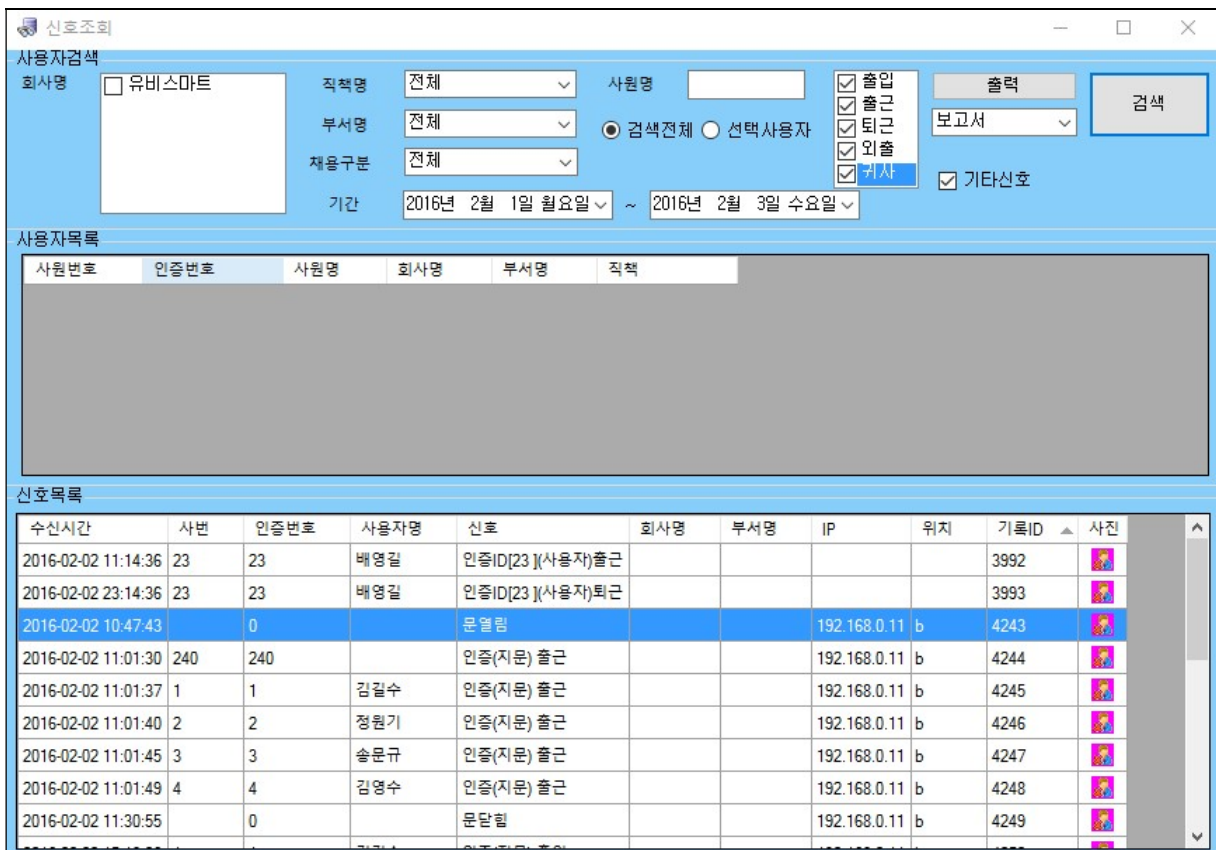 신호조회
사용자검색
회사명 유비스마트 직책명 전체 사원명 출입 출력 검색
출근
부서명 전체 검색전체 선택사용자 퇴근 보고서
외출
채용구분 전체 귀사 기타신호
기간 2016년 2월 1일 월요일 ~ 2016년 2월 3일 수요일
사용자목록
사원번호 인증번호 사원명 회사명 부서명 직책
신호목록
수신시간 사번 인증번호 사용자명 신호 회사명 부서명 IP 위치 기록ID 사진
2016-02-02 11:14:36 23 23 배영길 인증ID[23 ](사용자)출근 3992
2016-02-02 23:14:36 23 23 배영길 인증ID[23 ](사용자)퇴근 3993
2016-02-02 10:47:43 0 문열림 192.168.0.11 b 4243
2016-02-02 11:01:30 240 240 인증(지문) 출근 192.168.0.11 b 4244
2016-02-02 11:01:37 1 1 김길수 인증(지문) 출근 192.168.0.11 b 4245
2016-02-02 11:01:40 2 2 정원기 인증(지문) 출근 192.168.0.11 b 4246
2016-02-02 11:01:45 3 3 송문규 인증(지문) 출근 192.168.0.11 b 4247
2016-02-02 11:01:49 4 4 김영수 인증(지문) 출근 192.168.0.11 b 4248
2016-02-02 11:30:55 0 문닫힘 192.168.0.11 b 4249